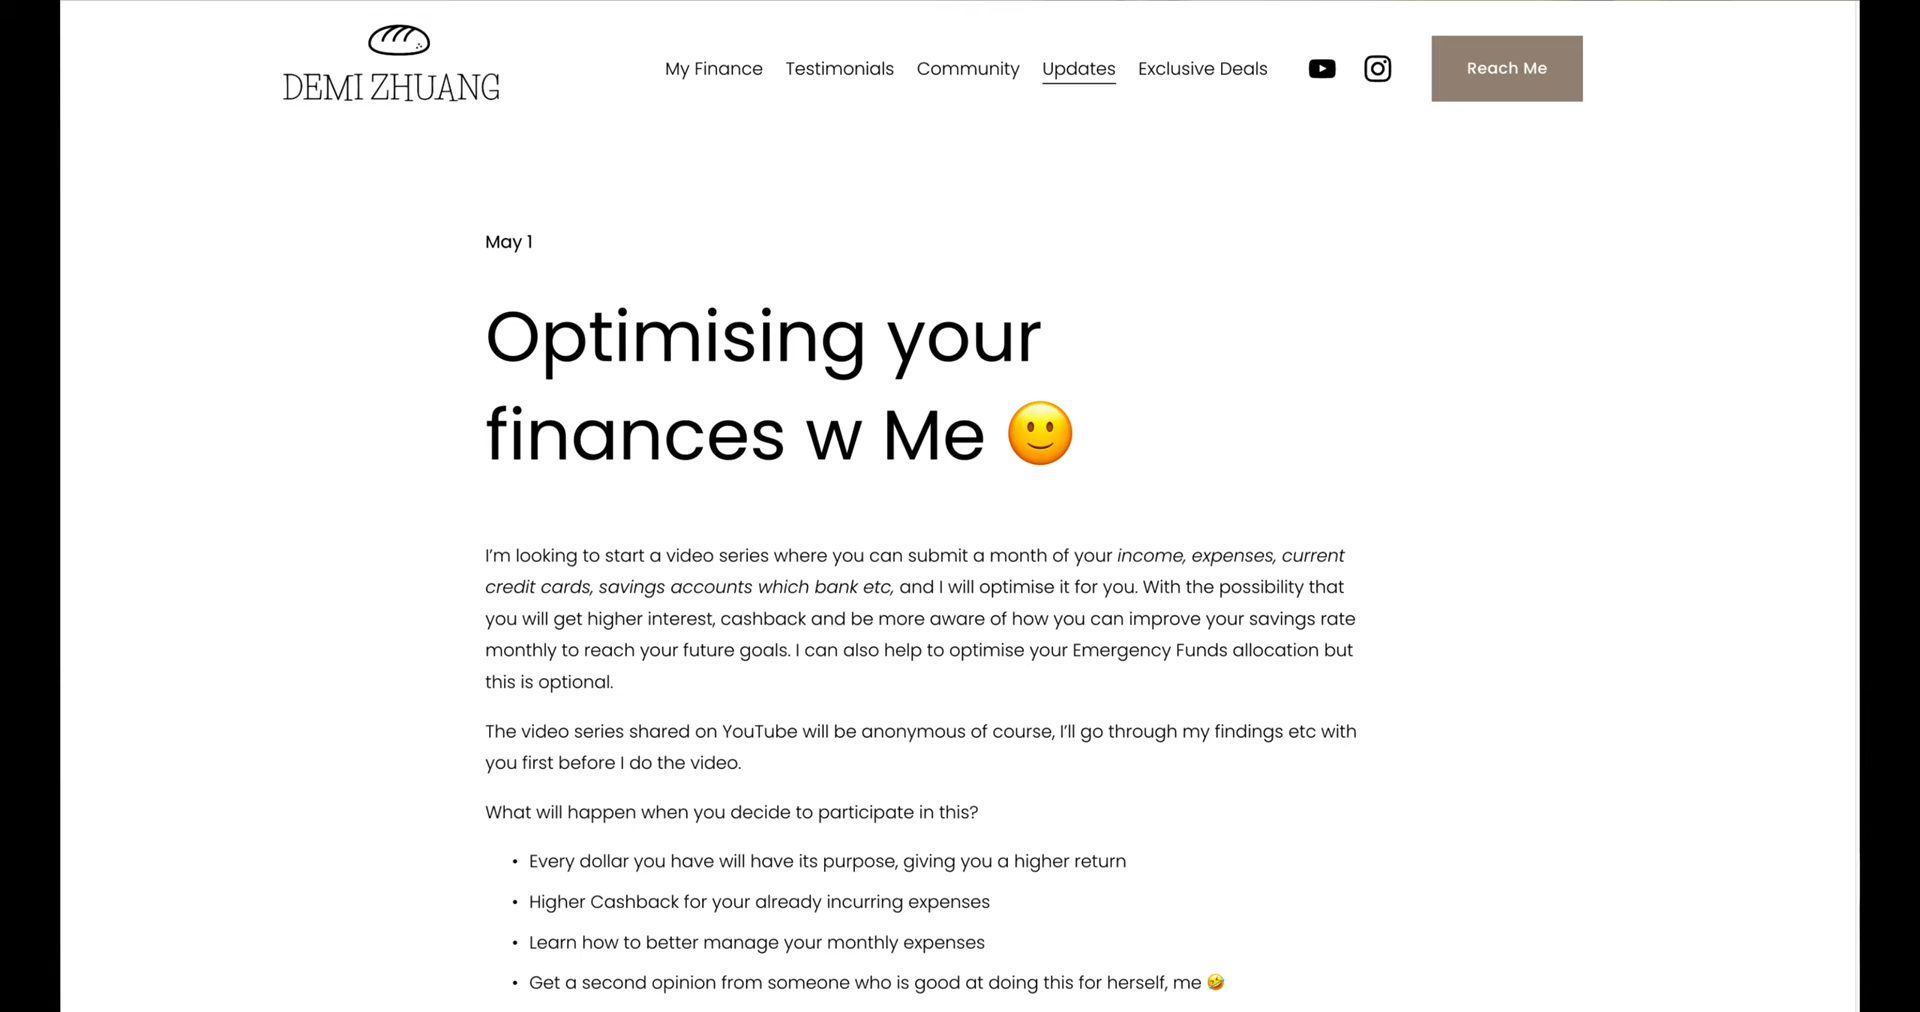 DEMI ZHUANG
My Finance Testimonials Community Updates Exclusive Deals Reach Me
May 1
Optimising your
finances w Me 🙂
I’m looking to start a video series where you can submit a month of your income, expenses, current
credit cards, savings accounts which bank etc, and I will optimise it for you. With the possibility that
you will get higher interest, cashback and be more aware of how you can improve your savings rate
monthly to reach your future goals. I can also help to optimise your Emergency Funds allocation but
this is optional.
The video series shared on YouTube will be anonymous of course, I’ll go through my findings etc with
you first before I do the video.
What will happen when you decide to participate in this?
• Every dollar you have will have its purpose, giving you a higher return
• Higher Cashback for your already incurring expenses
• Learn how to better manage your monthly expenses
• Get a second opinion from someone who is good at doing this for herself, me 🤣